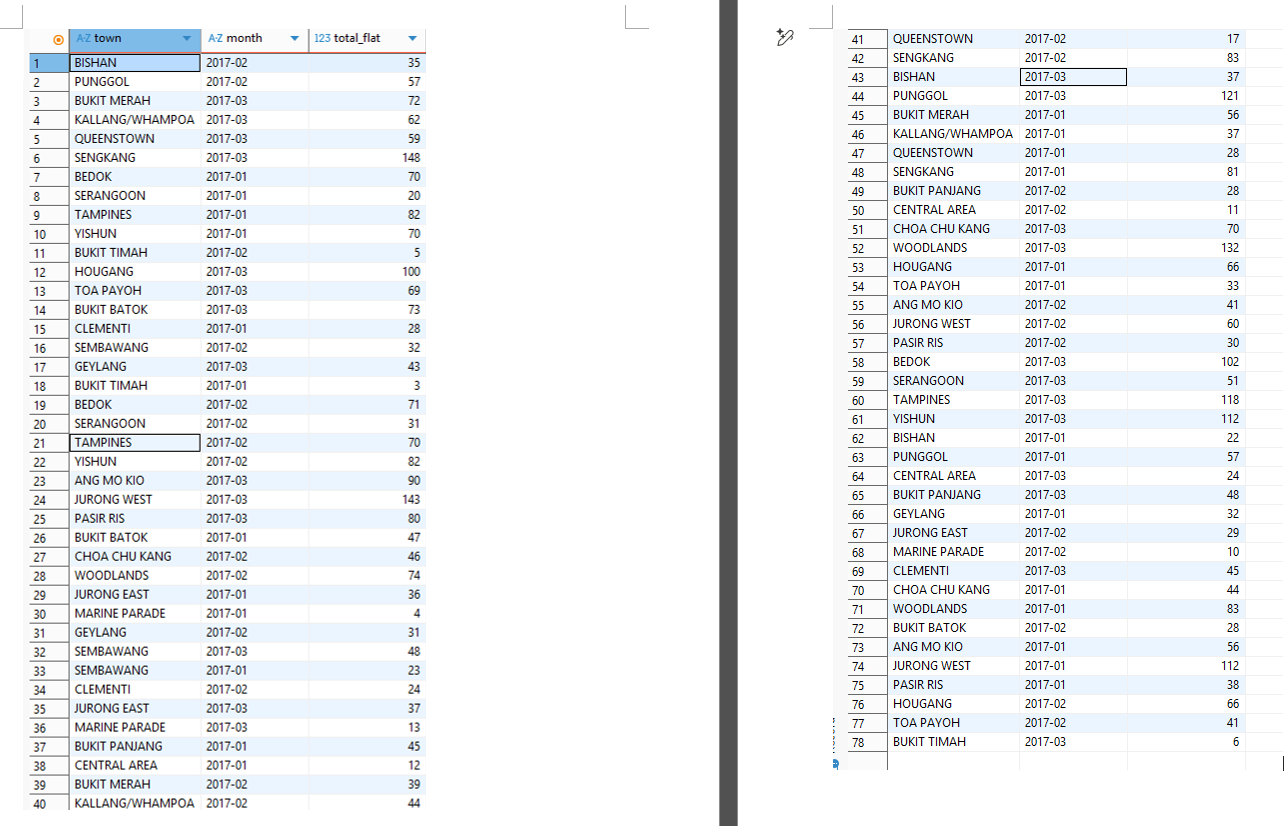 A-Z town A-Z month 123 total_flat
1 BISHAN 2017-02 35
2 PUNGGOL 2017-02 57
3 BUKIT MERAH 2017-03 72
4 KALLANG/WHAMPOA 2017-03 62
5 QUEENSTOWN 2017-03 59
6 SENGKANG 2017-03 148
7 BEDOK 2017-01 70
8 SERANGOON 2017-01 20
9 TAMPINES 2017-01 82
10 YISHUN 2017-01 70
11 BUKIT TIMAH 2017-02 5
12 HOUGANG 2017-03 100
13 TOA PAYOH 2017-03 69
14 BUKIT BATOK 2017-03 73
15 CLEMENTI 2017-01 28
16 SEMBAWANG 2017-02 32
17 GEYLANG 2017-03 43
18 BUKIT TIMAH 2017-01 3
19 BEDOK 2017-02 71
20 SERANGOON 2017-02 31
21 TAMPINES 2017-02 70
22 YISHUN 2017-02 82
23 ANG MO KIO 2017-03 90
24 JURONG WEST 2017-03 143
25 PASIR RIS 2017-03 80
26 BUKIT BATOK 2017-01 47
27 CHOA CHU KANG 2017-02 46
28 WOODLANDS 2017-02 74
29 JURONG EAST 2017-01 36
30 MARINE PARADE 2017-01 4
31 GEYLANG 2017-02 31
32 SEMBAWANG 2017-03 48
33 SEMBAWANG 2017-01 23
34 CLEMENTI 2017-02 24
35 JURONG EAST 2017-03 37
36 MARINE PARADE 2017-03 13
37 BUKIT PANJANG 2017-01 45
38 CENTRAL AREA 2017-01 12
39 BUKIT MERAH 2017-02 39
40 KALLANG/WHAMPOA 2017-02 44
41 QUEENSTOWN 2017-02 17
42 SENGKANG 2017-02 83
43 BISHAN 2017-03 37
44 PUNGGOL 2017-03 121
45 BUKIT MERAH 2017-01 56
46 KALLANG/WHAMPOA 2017-01 37
47 QUEENSTOWN 2017-01 28
48 SENGKANG 2017-01 81
49 BUKIT PANJANG 2017-02 28
50 CENTRAL AREA 2017-02 11
51 CHOA CHU KANG 2017-03 70
52 WOODLANDS 2017-03 132
53 HOUGANG 2017-01 66
54 TOA PAYOH 2017-01 33
55 ANG MO KIO 2017-02 41
56 JURONG WEST 2017-02 60
57 PASIR RIS 2017-02 30
58 BEDOK 2017-03 102
59 SERANGOON 2017-03 51
60 TAMPINES 2017-03 118
61 YISHUN 2017-03 112
62 BISHAN 2017-01 22
63 PUNGGOL 2017-01 57
64 CENTRAL AREA 2017-03 24
65 BUKIT PANJANG 2017-03 48
66 GEYLANG 2017-01 32
67 JURONG EAST 2017-02 29
68 MARINE PARADE 2017-02 10
69 CLEMENTI 2017-03 45
70 CHOA CHU KANG 2017-01 44
71 WOODLANDS 2017-01 83
72 BUKIT BATOK 2017-02 28
73 ANG MO KIO 2017-01 56
74 JURONG WEST 2017-01 112
75 PASIR RIS 2017-01 38
76 HOUGANG 2017-02 66
77 TOA PAYOH 2017-02 41
78 BUKIT TIMAH 2017-03 6